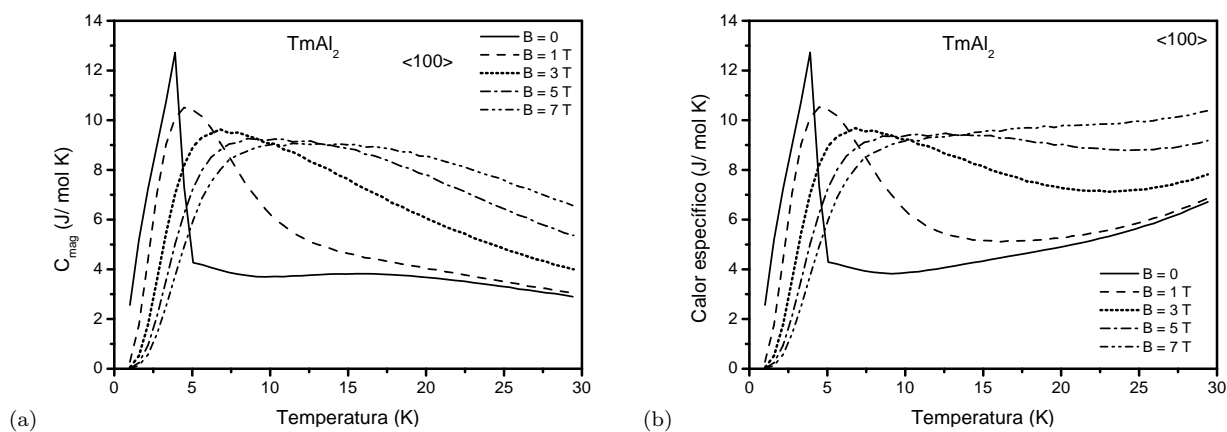 14
12
10
8
6
4
2
0
C_mag (J/ mol K)
TmAl₂
<100>
B = 0
B = 1 T
B = 3 T
B = 5 T
B = 7 T
0 5 10 15 20 25 30
Temperatura (K)
(a)
14
12
10
8
6
4
2
0
Calor específico (J/ mol K)
TmAl₂
<100>
B = 0
B = 1 T
B = 3 T
B = 5 T
B = 7 T
0 5 10 15 20 25 30
Temperatura (K)
(b)